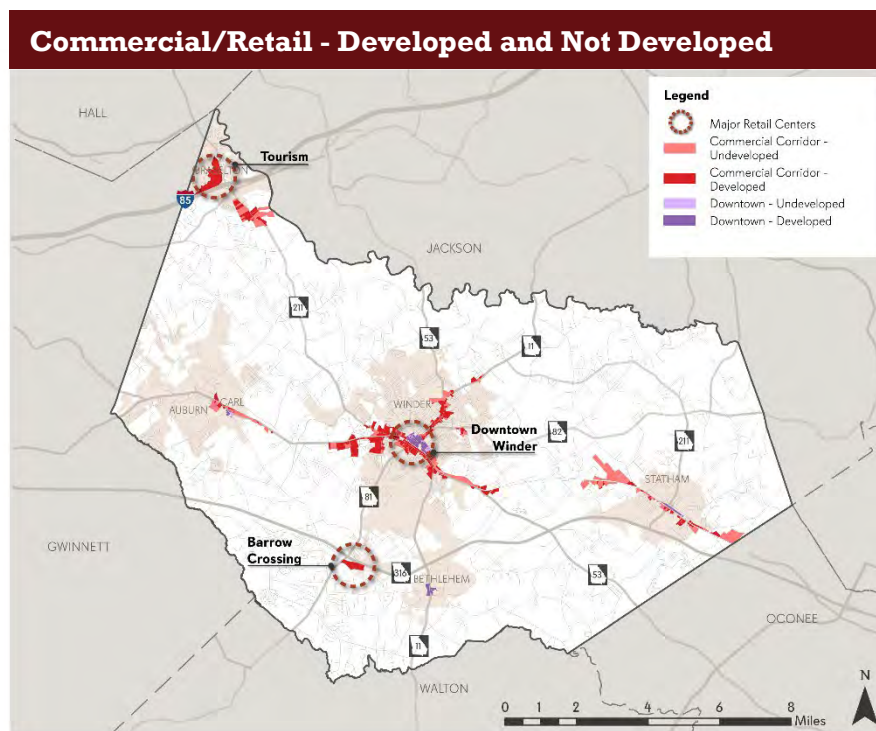 Commercial/Retail - Developed and Not Developed
Legend
Major Retail Centers
Commercial Corridor -
Undeveloped
Commercial Corridor -
Developed
Downtown - Undeveloped
Downtown - Developed
HALL
Tourism
BRASELTON
85
JACKSON
211
53
11
CARL
AUBURN
WINDER
Downtown
Winder
82
211
STATHAM
81
GWINNETT
Barrow
Crossing
316
BETHLEHEM
53
OCONEE
11
WALTON
N
0 1 2 4 6 8
Miles